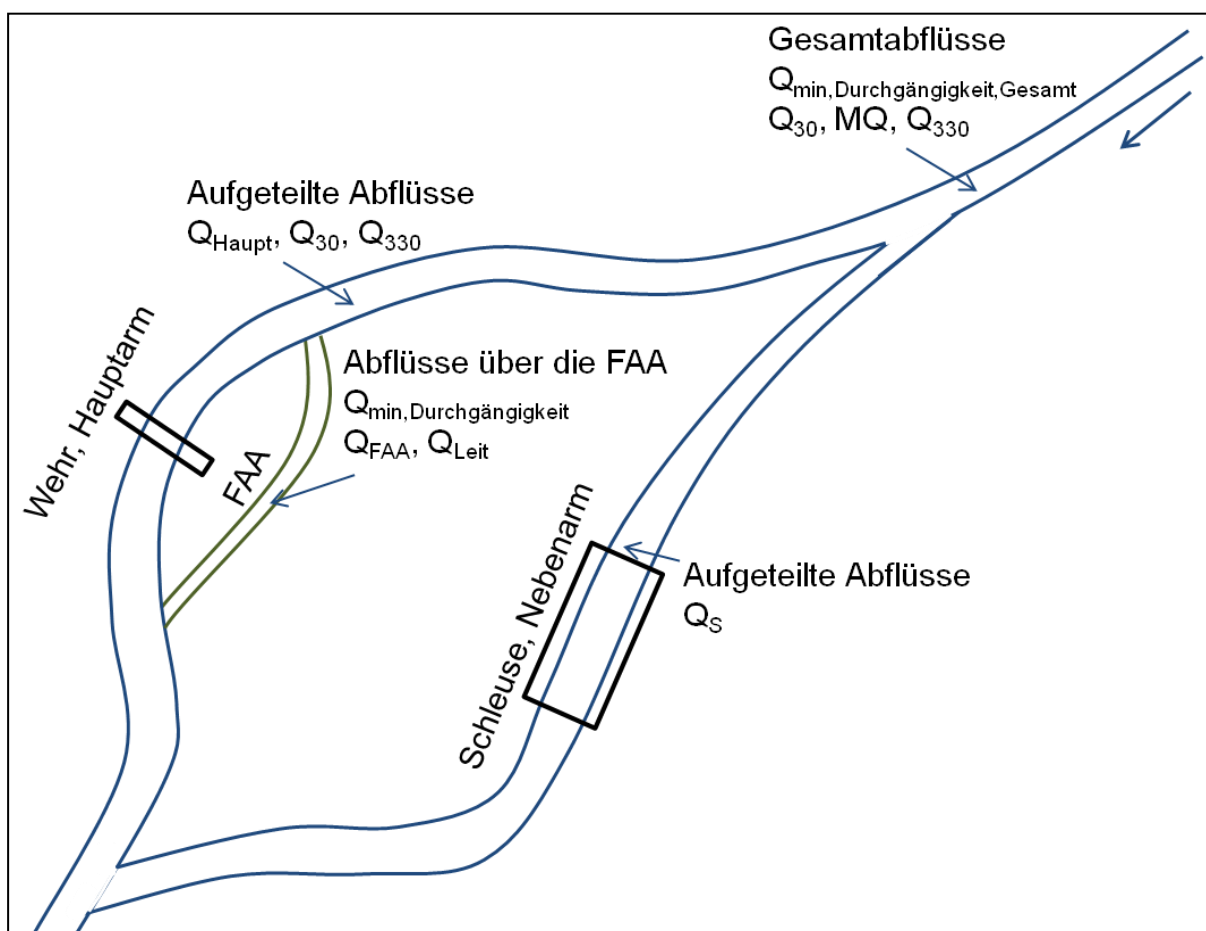 Gesamtabflüsse
Qmin,Durchgängigkeit,Gesamt
Q30, MQ, Q330
Aufgeteilte Abflüsse
QHaupt, Q30, Q330
Wehr, Hauptarm
Abflüsse über die FAA
Qmin,Durchgängigkeit
QFAA, QLeit
FAA
Schleuse, Nebenarm
Aufgeteilte Abflüsse
QS